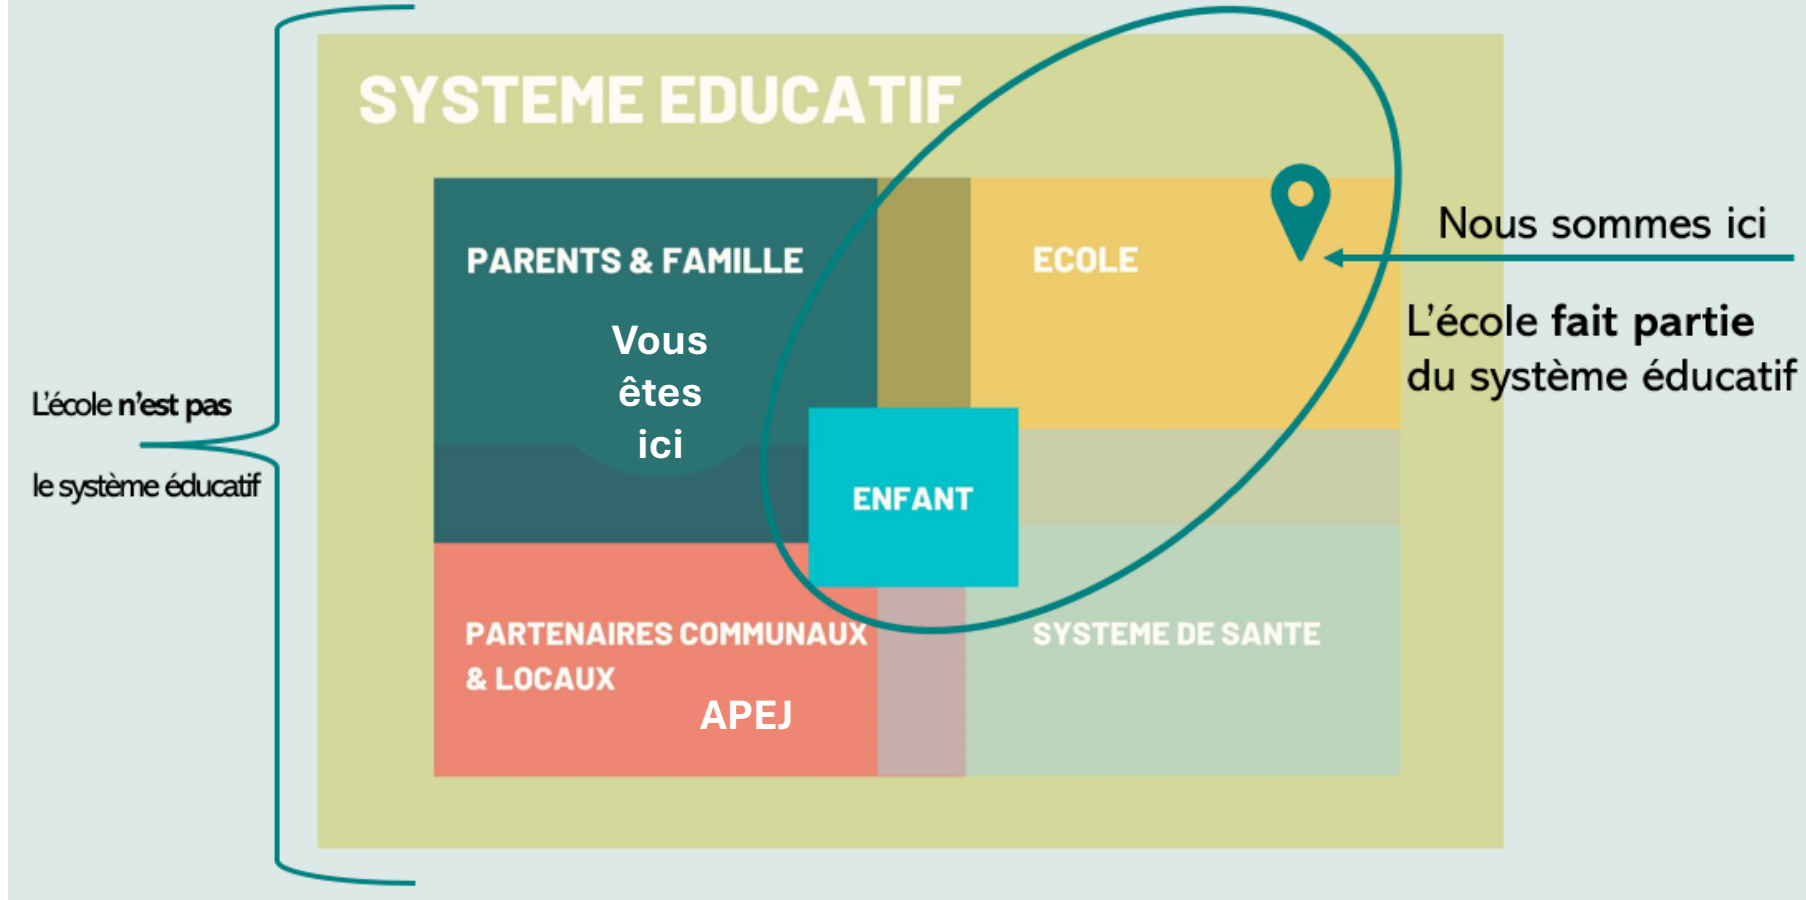 SYSTEME EDUCATIF
PARENTS & FAMILLE
Vous
êtes
ici
ECOLE
Nous sommes ici
L'école fait partie
du système éducatif
L'école n'est pas
le système éducatif
ENFANT
PARTENAIRES COMMUNAUX
& LOCAUX
APEJ
SYSTEME DE SANTE